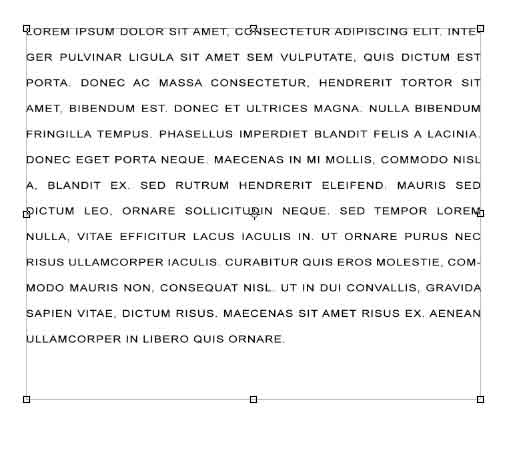 LOREM IPSUM DOLOR SIT AMET, CONSECTETUR ADIPISCING ELIT. INTE-
GER PULVINAR LIGULA SIT AMET SEM VULPUTATE, QUIS DICTUM EST
PORTA. DONEC AC MASSA CONSECTETUR, HENDRERIT TORTOR SIT
AMET, BIBENDUM EST. DONEC ET ULTRICES MAGNA. NULLA BIBENDUM
FRINGILLA TEMPUS. PHASELLUS IMPERDIET BLANDIT FELIS A LACINIA.
DONEC EGET PORTA NEQUE. MAECENAS IN MI MOLLIS, COMMODO NISL
A, BLANDIT EX. SED RUTRUM HENDRERIT ELEIFEND. MAURIS SED
DICTUM LEO, ORNARE SOLLICITUDIN NEQUE. SED TEMPOR LOREM
NULLA, VITAE EFFICITUR LACUS IACULIS IN. UT ORNARE PURUS NEC
RISUS ULLAMCORPER IACULIS. CURABITUR QUIS EROS MOLESTIE, COM-
MODO MAURIS NON, CONSEQUAT NISL. UT IN DUI CONVALLIS, GRAVIDA
SAPIEN VITAE, DICTUM RISUS. MAECENAS SIT AMET RISUS EX. AENEAN
ULLAMCORPER IN LIBERO QUIS ORNARE.